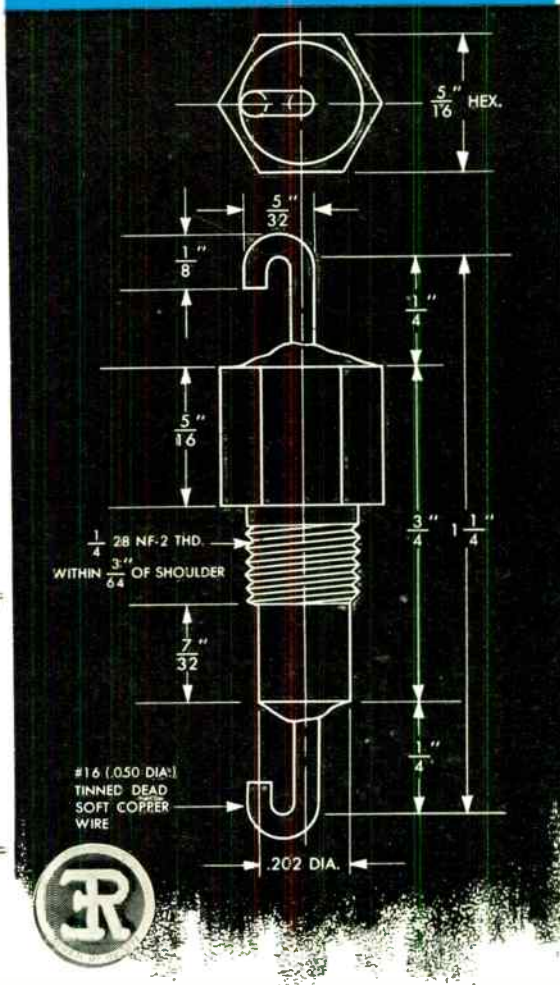 5/16" HEX.
5/32"
1/8"
1/4"
5/16
1/4 28 NF-2 THD.
WITHIN 3/64" OF SHOULDER
3/4"
1 1/4"
7/32"
1/4"
#16 (.050 DIA.)
TINNED DEAD
SOFT COPPER
WIRE
.202 DIA.
ER